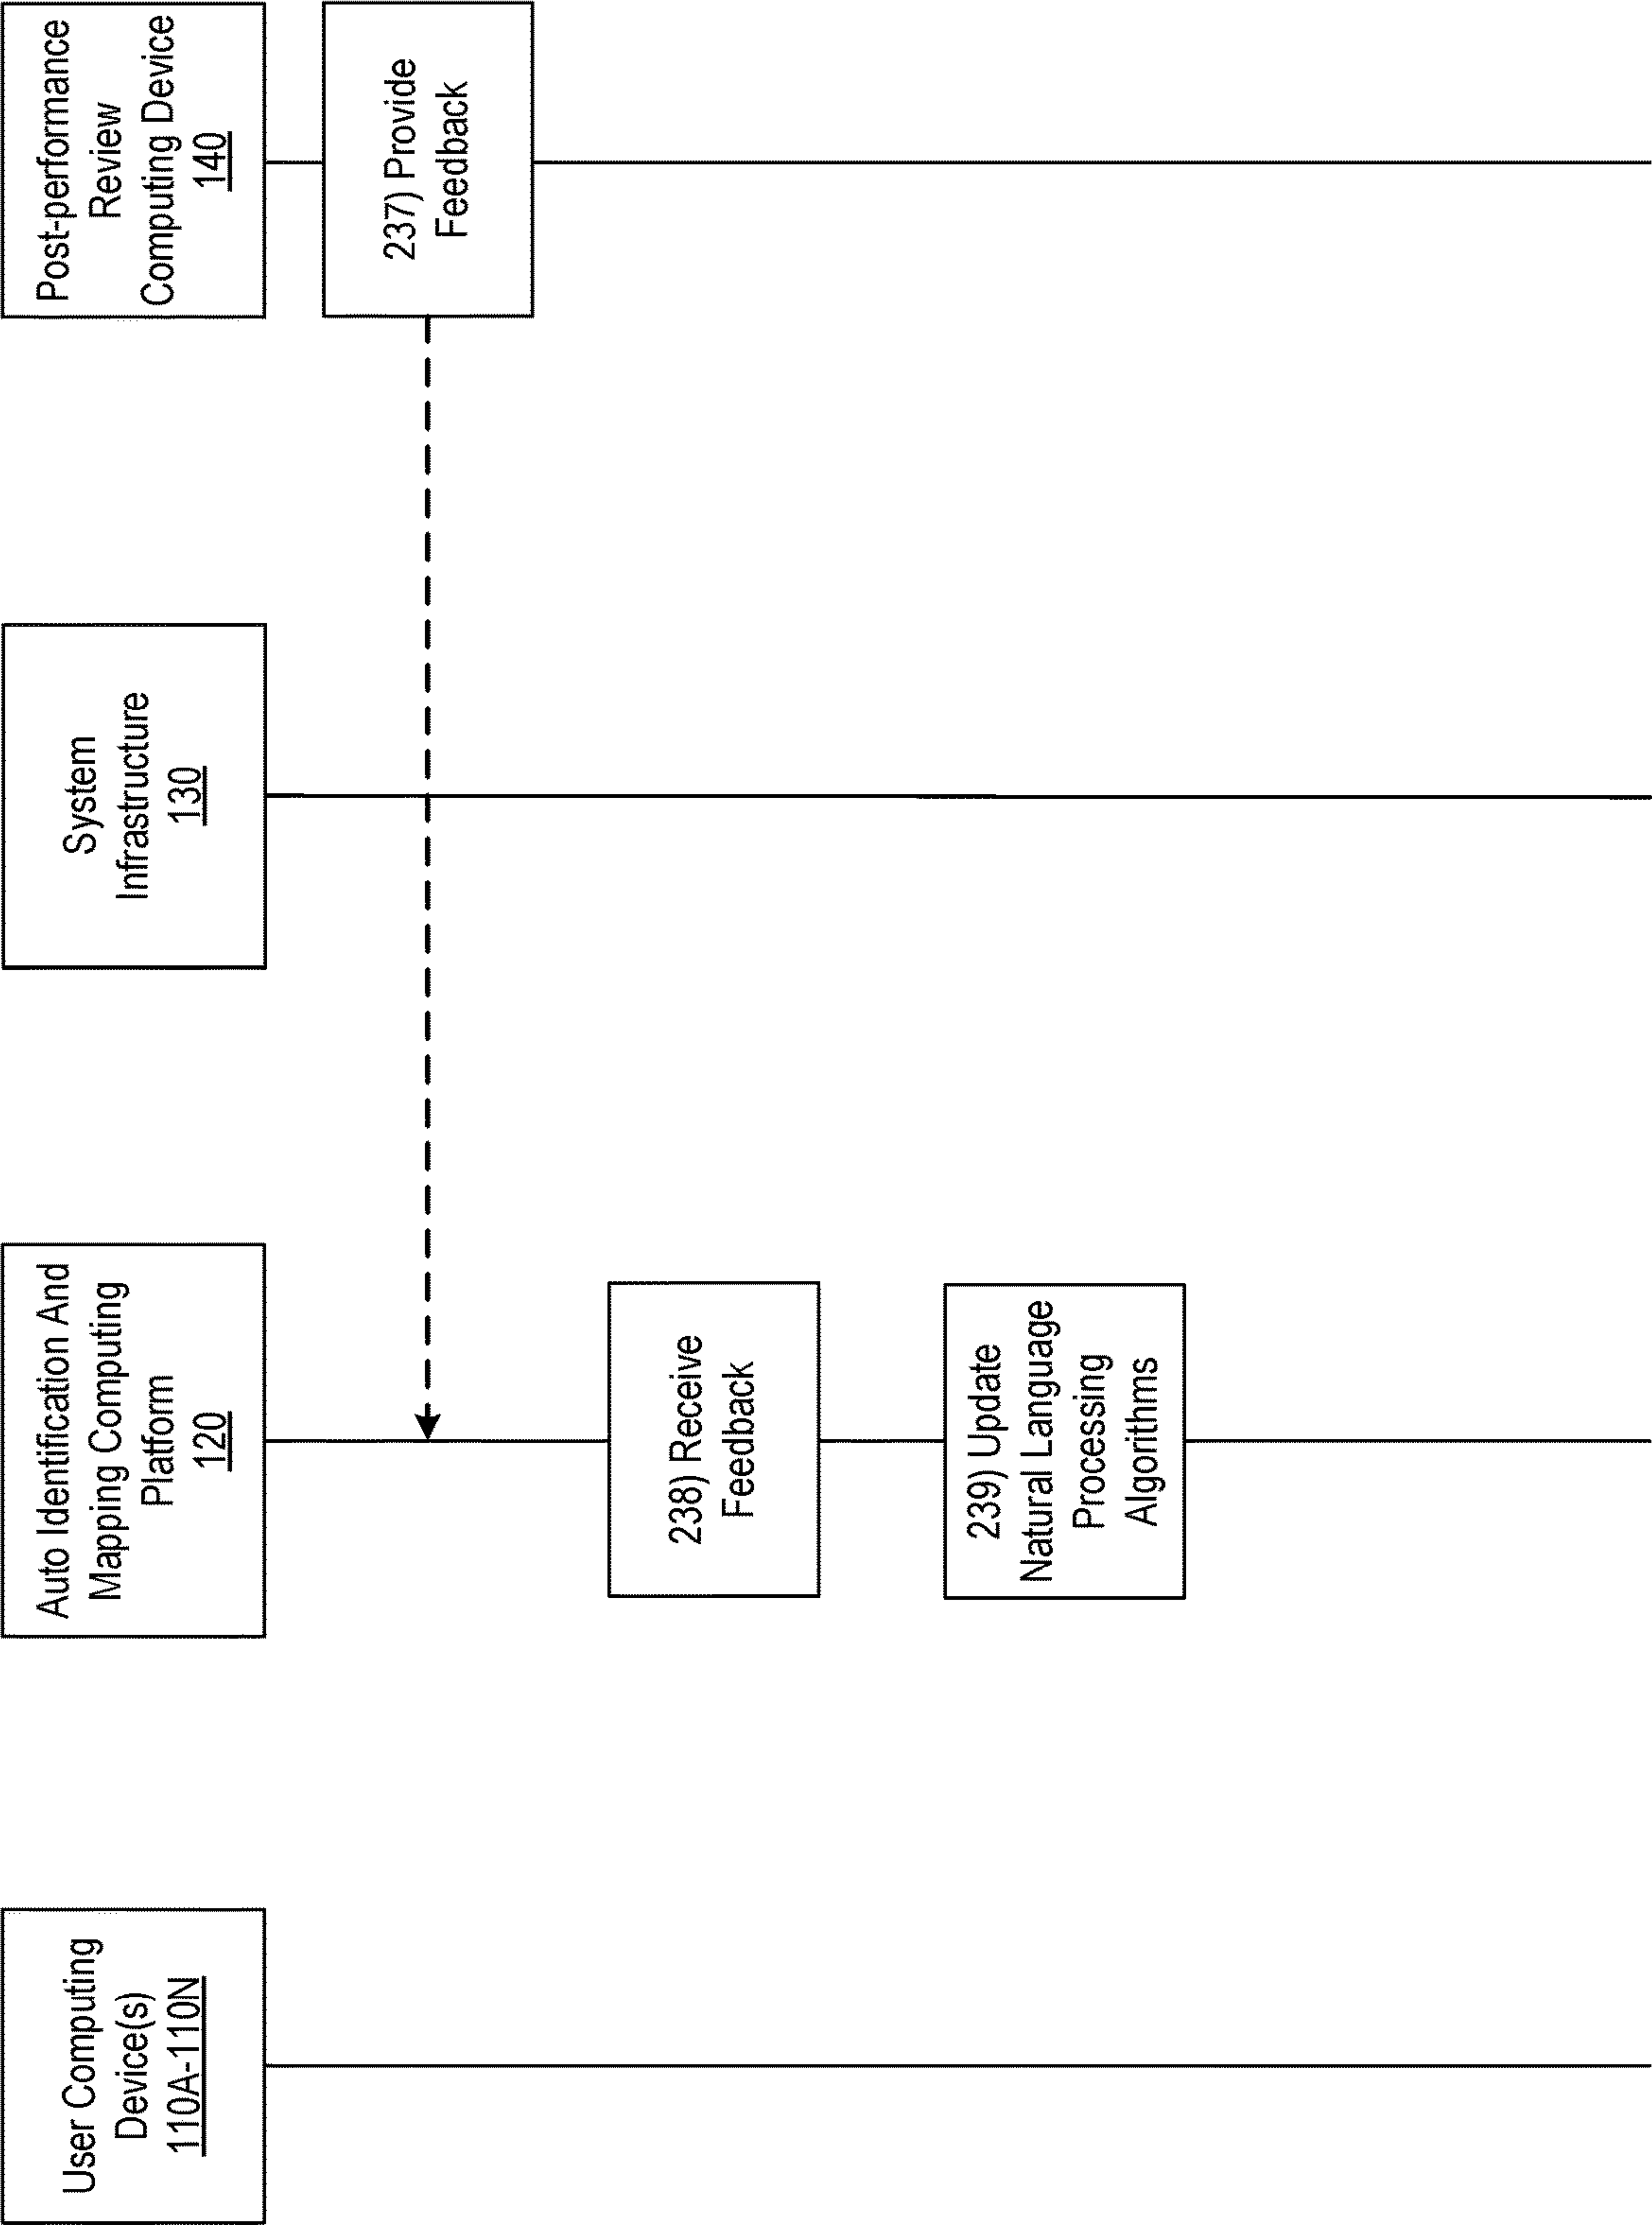 User Computing
Device(s)
110A-110N
Auto Identification And
Mapping Computing
Platform
120
System
Infrastructure
130
Post-performance
Review
Computing Device
140
237) Provide
Feedback
238) Receive
Feedback
239) Update
Natural Language
Processing
Algorithms